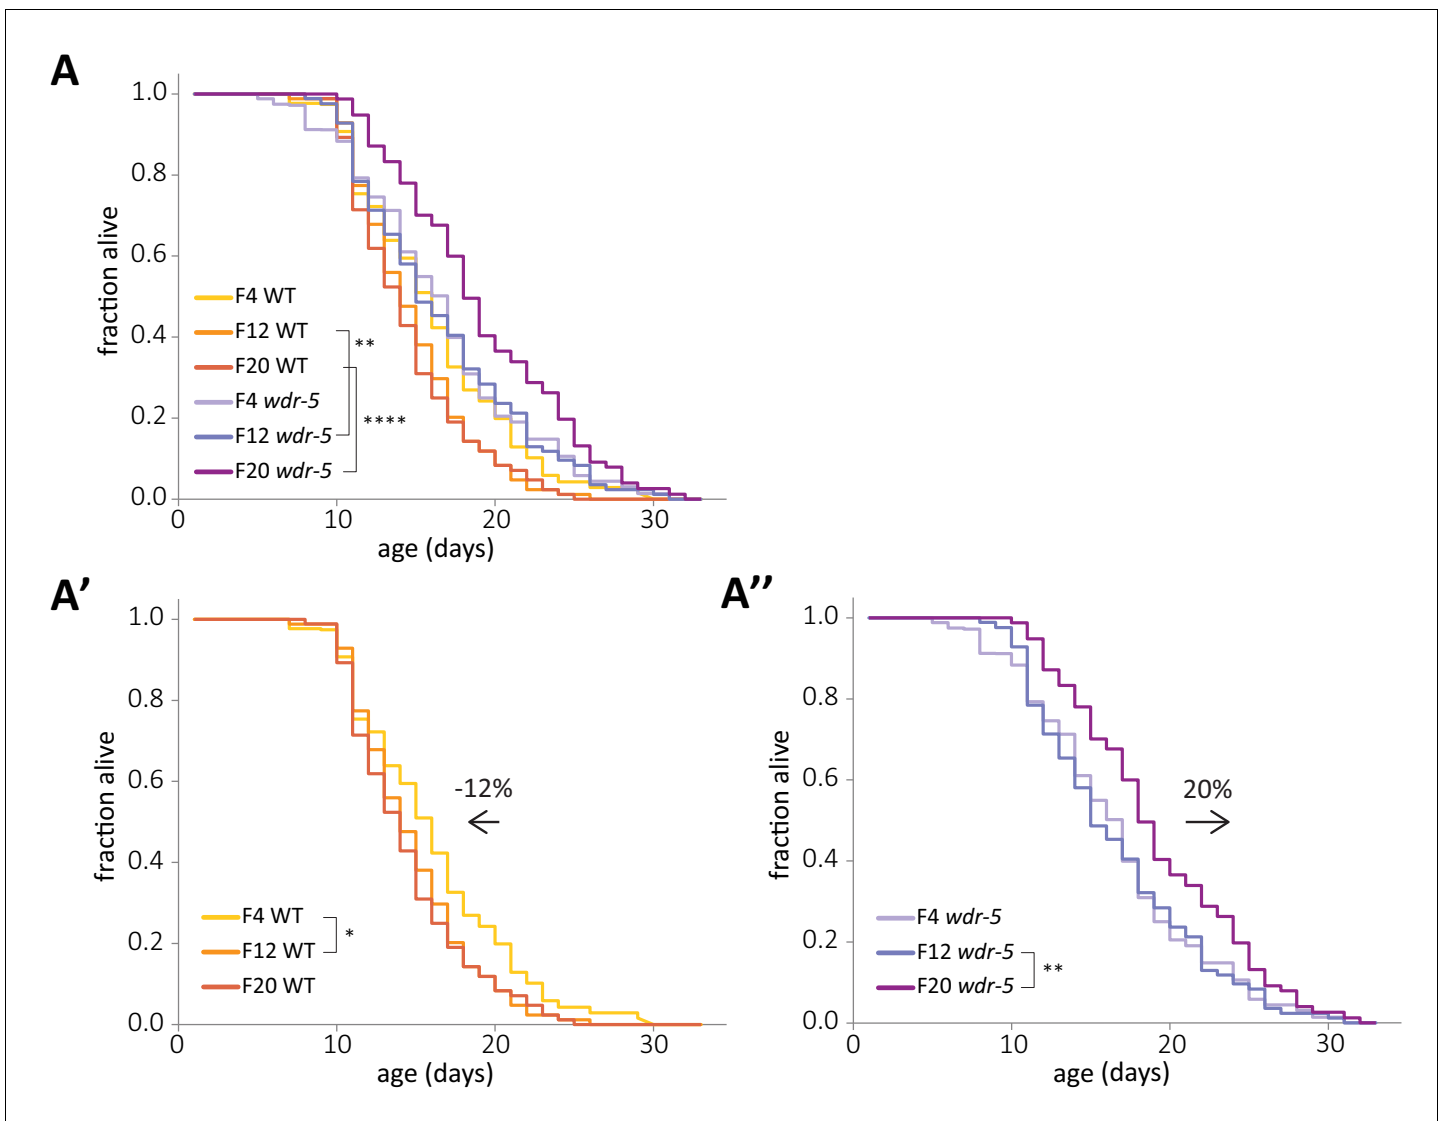 A
1.0
0.8
0.6
0.4
0.2
0.0
fraction alive
F4 WT
F12 WT
F20 WT
F4 wdr-5
F12 wdr-5
F20 wdr-5
**
****
0 10 20 30
age (days)
A′
1.0
0.8
0.6
0.4
0.2
0.0
fraction alive
-12%
F4 WT
F12 WT
F20 WT
*
0 10 20 30
age (days)
A′′
1.0
0.8
0.6
0.4
0.2
0.0
fraction alive
20%
F4 wdr-5
F12 wdr-5
F20 wdr-5
**
0 10 20 30
age (days)